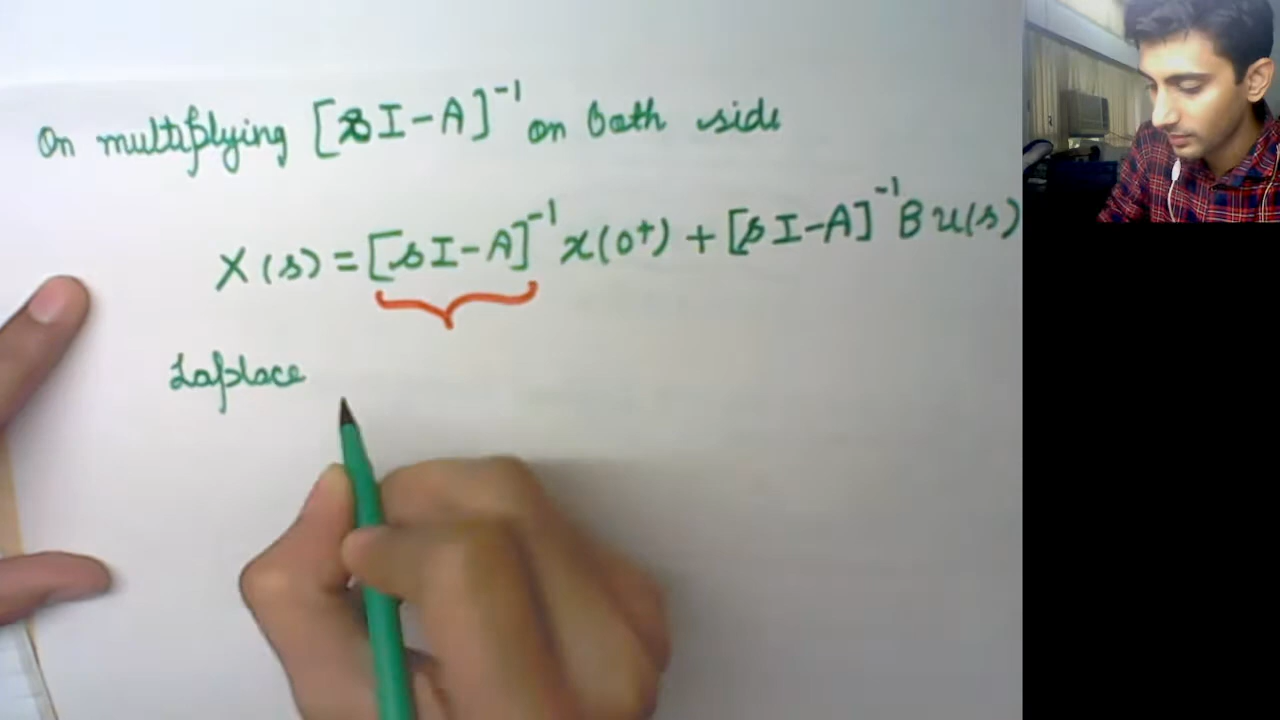 On multiplying [sI-A]⁻¹ on both side
X(s) = [sI-A]⁻¹ x(0⁺) + [sI-A]⁻¹ B u(s)
Laplace